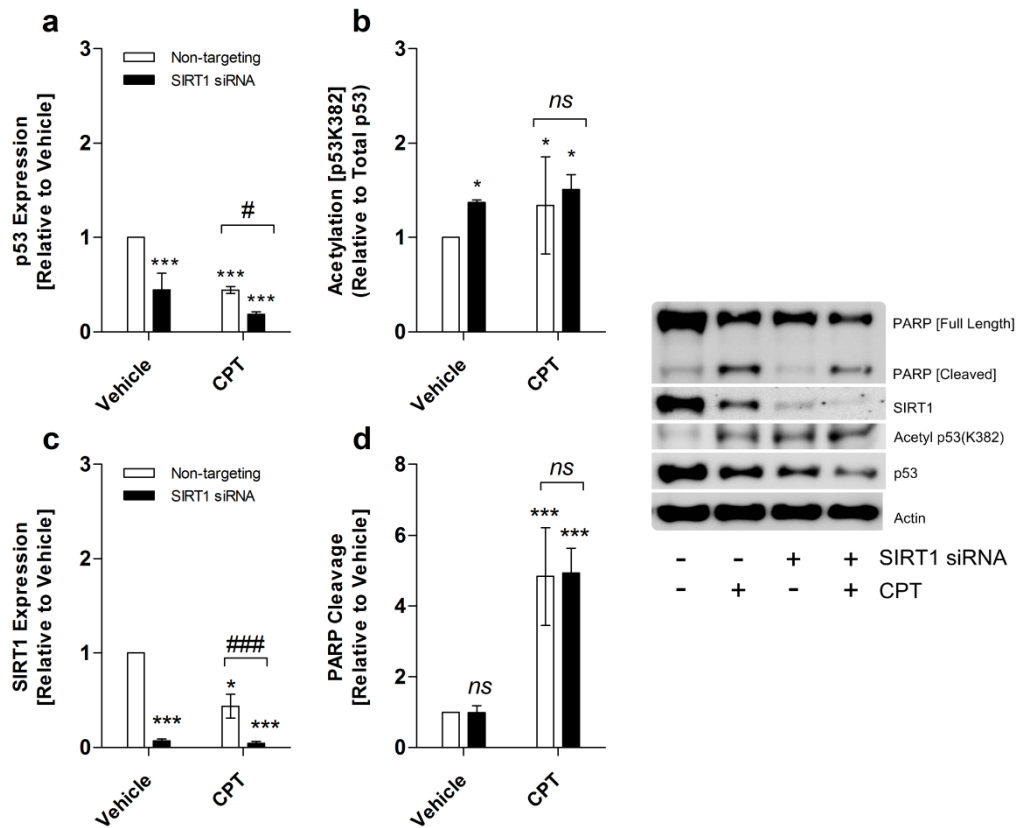 a
p53 Expression
[Relative to Vehicle]
3
2
1
0
Non-targeting
SIRT1 siRNA
***
***
***
#
Vehicle
CPT
b
Acetylation [p53K382]
(Relative to Total p53)
3
2
1
0
*
*
*
ns
Vehicle
CPT
c
SIRT1 Expression
[Relative to Vehicle]
3
2
1
0
Non-targeting
SIRT1 siRNA
***
*
***
###
Vehicle
CPT
d
PARP Cleavage
[Relative to Vehicle]
8
6
4
2
0
ns
***
***
ns
Vehicle
CPT
PARP [Full Length]
PARP [Cleaved]
SIRT1
Acetyl p53(K382)
p53
Actin
- - + + SIRT1 siRNA
- + - + CPT